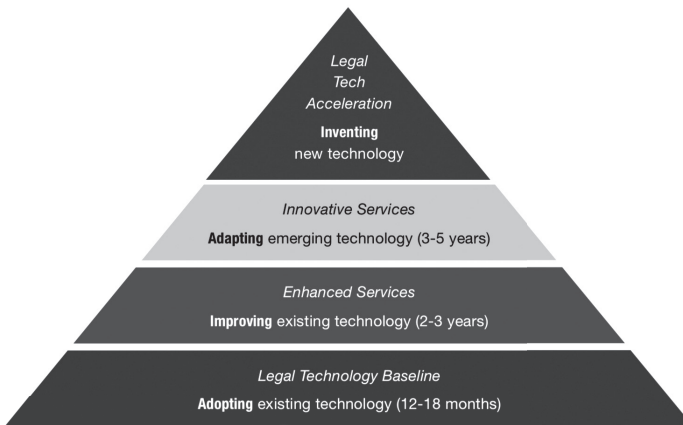 Legal
Tech
Acceleration
Inventing
new technology
Innovative Services
Adapting emerging technology (3-5 years)
Enhanced Services
Improving existing technology (2-3 years)
Legal Technology Baseline
Adopting existing technology (12-18 months)